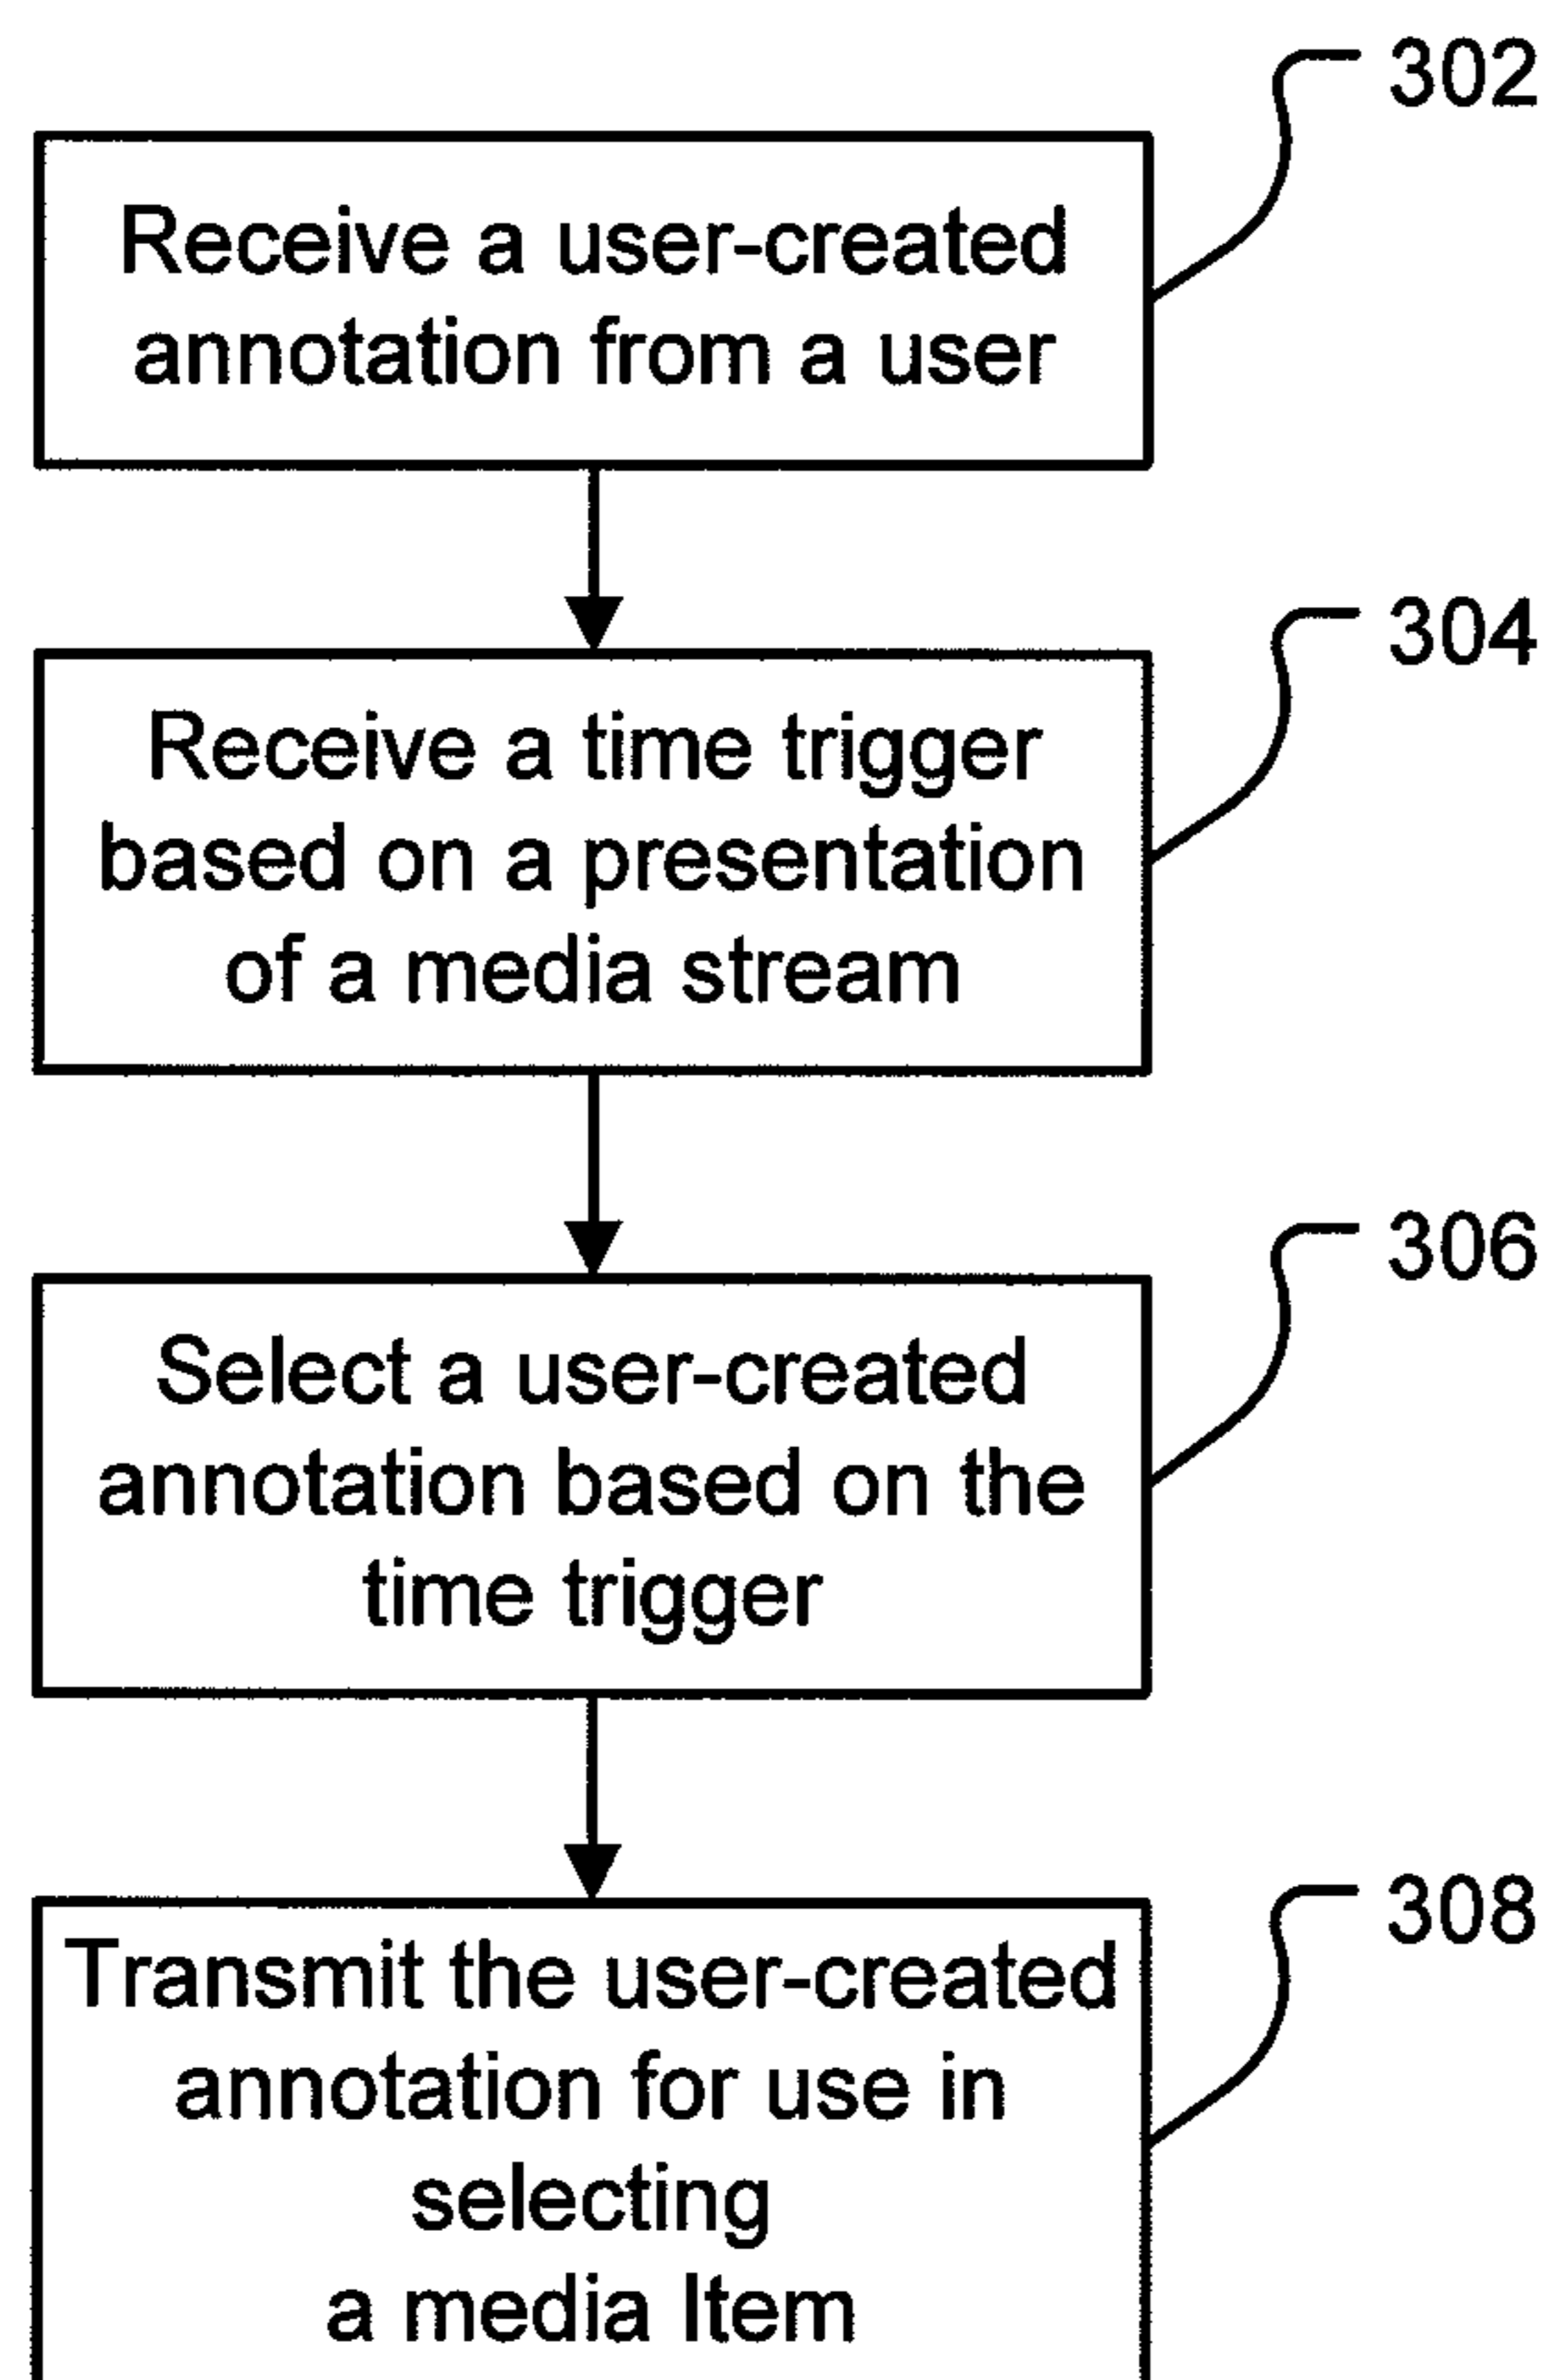 302
Receive a user-created
annotation from a user
304
Receive a time trigger
based on a presentation
of a media stream
306
Select a user-created
annotation based on the
time trigger
308
Transmit the user-created
annotation for use in
selecting
a media Item